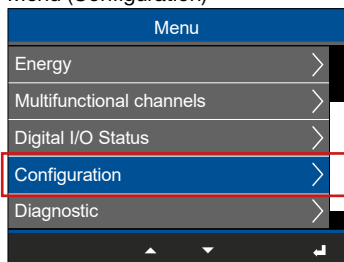 Menu (Configuration)
Menu
Energy
Multifunctional channels
Digital I/O Status
Configuration
Diagnostic